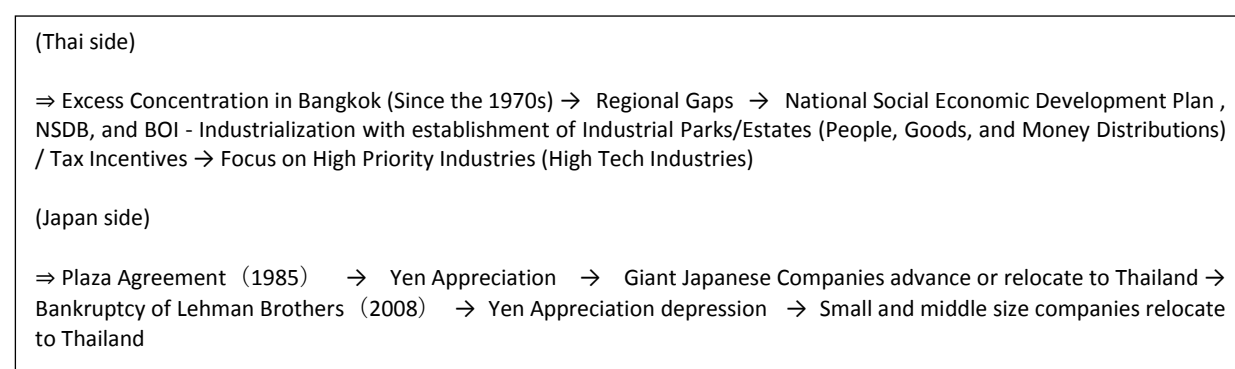 (Thai side)
⇒ Excess Concentration in Bangkok (Since the 1970s) → Regional Gaps → National Social Economic Development Plan ,
NSDB, and BOI - Industrialization with establishment of Industrial Parks/Estates (People, Goods, and Money Distributions)
/ Tax Incentives → Focus on High Priority Industries (High Tech Industries)
(Japan side)
⇒ Plaza Agreement（1985） → Yen Appreciation → Giant Japanese Companies advance or relocate to Thailand →
Bankruptcy of Lehman Brothers（2008） → Yen Appreciation depression → Small and middle size companies relocate
to Thailand